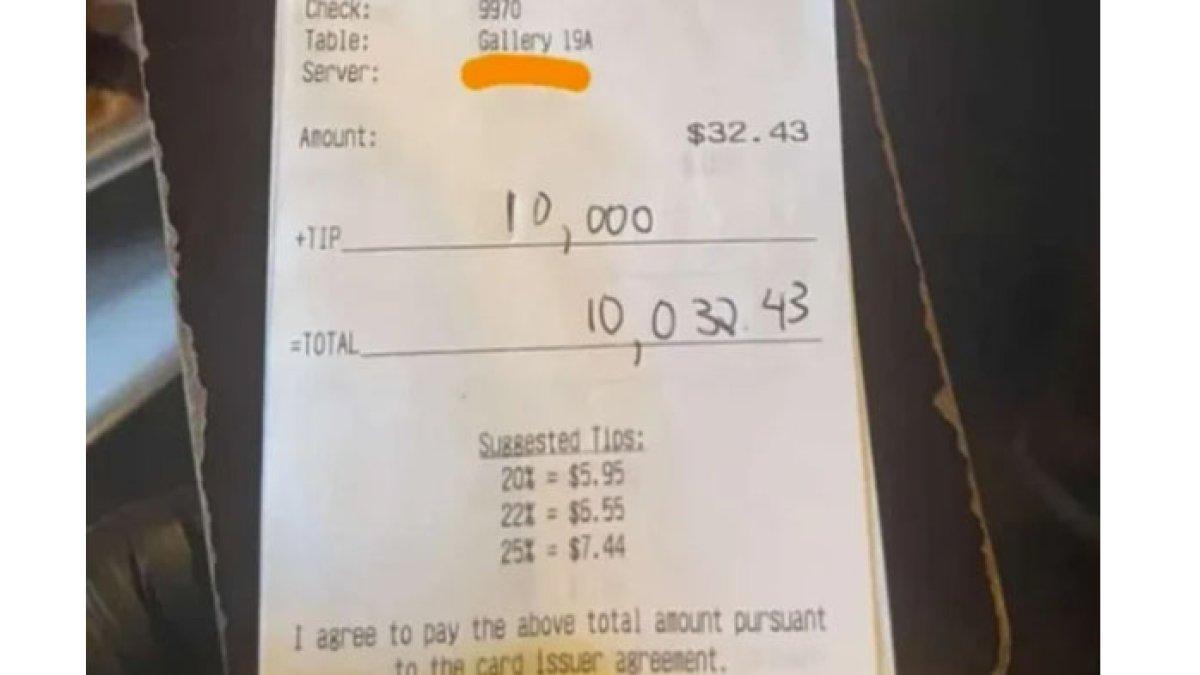 Check: 9970
Table: Gallery 19A
Server:
Amount: $32.43
+TIP 10,000
=TOTAL 10,032.43
Suggested Tips:
20% = $5.95
22% = $6.55
25% = $7.44
I agree to pay the above total amount pursuant
to the card issuer agreement.